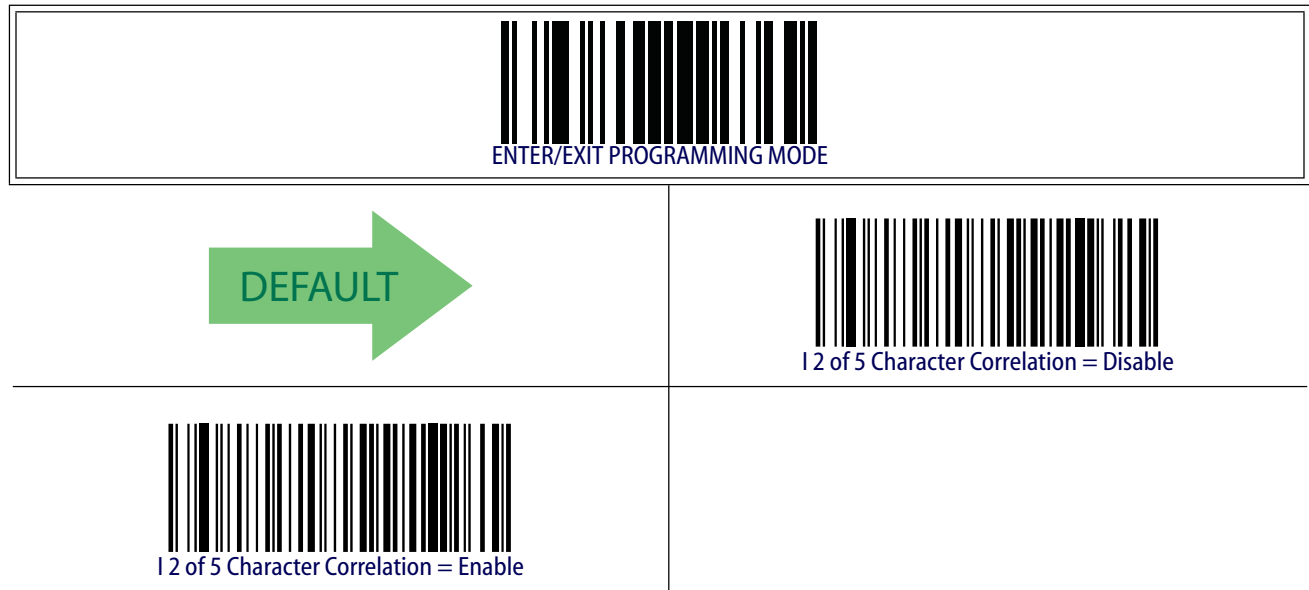 ENTER/EXIT PROGRAMMING MODE
DEFAULT
I 2 of 5 Character Correlation = Disable
I 2 of 5 Character Correlation = Enable